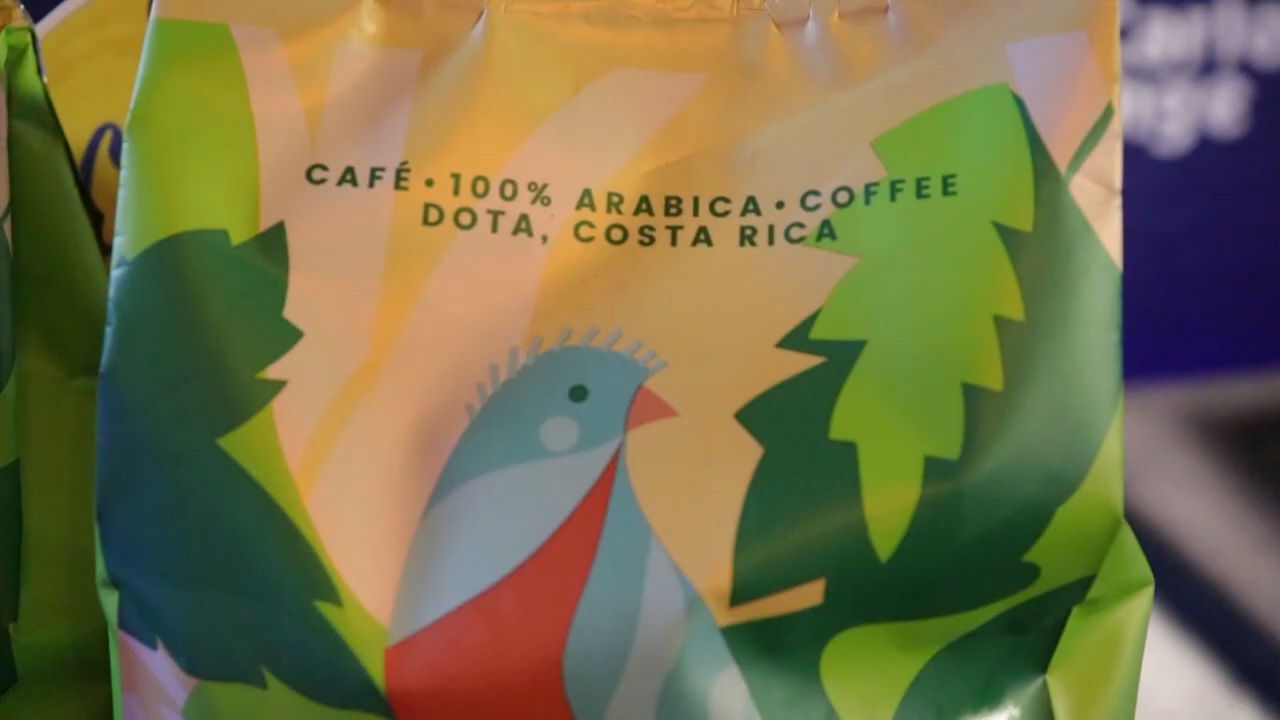 CAFÉ • 100% ARABICA • COFFEE
DOTA, COSTA RICA